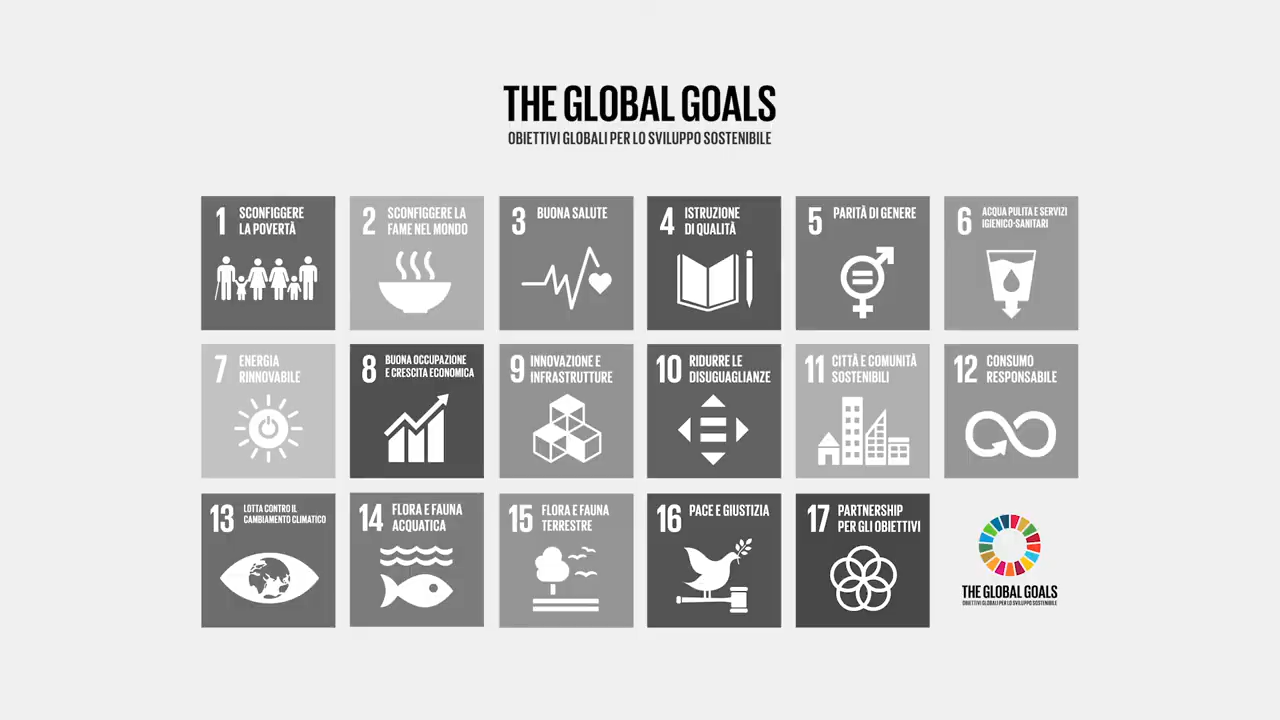 THE GLOBAL GOALS
OBIETTIVI GLOBALI PER LO SVILUPPO SOSTENIBILE
1 SCONFIGGERE
LA POVERTÀ
2 SCONFIGGERE LA
FAME NEL MONDO
3 BUONA SALUTE
4 ISTRUZIONE
DI QUALITÀ
5 PARITÀ DI GENERE
6 ACQUA PULITA E SERVIZI
IGIENICO-SANITARI
7 ENERGIA
RINNOVABILE
8 BUONA OCCUPAZIONE
E CRESCITA ECONOMICA
9 INNOVAZIONE E
INFRASTRUTTURE
10 RIDURRE LE
DISUGUAGLIANZE
11 CITTÀ E COMUNITÀ
SOSTENIBILI
12 CONSUMO
RESPONSABILE
13 LOTTA CONTRO IL
CAMBIAMENTO CLIMATICO
14 FLORA E FAUNA
ACQUATICA
15 FLORA E FAUNA
TERRESTRE
16 PACE E GIUSTIZIA
17 PARTNERSHIP
PER GLI OBIETTIVI
THE GLOBAL GOALS
OBIETTIVI GLOBALI PER LO SVILUPPO SOSTENIBILE